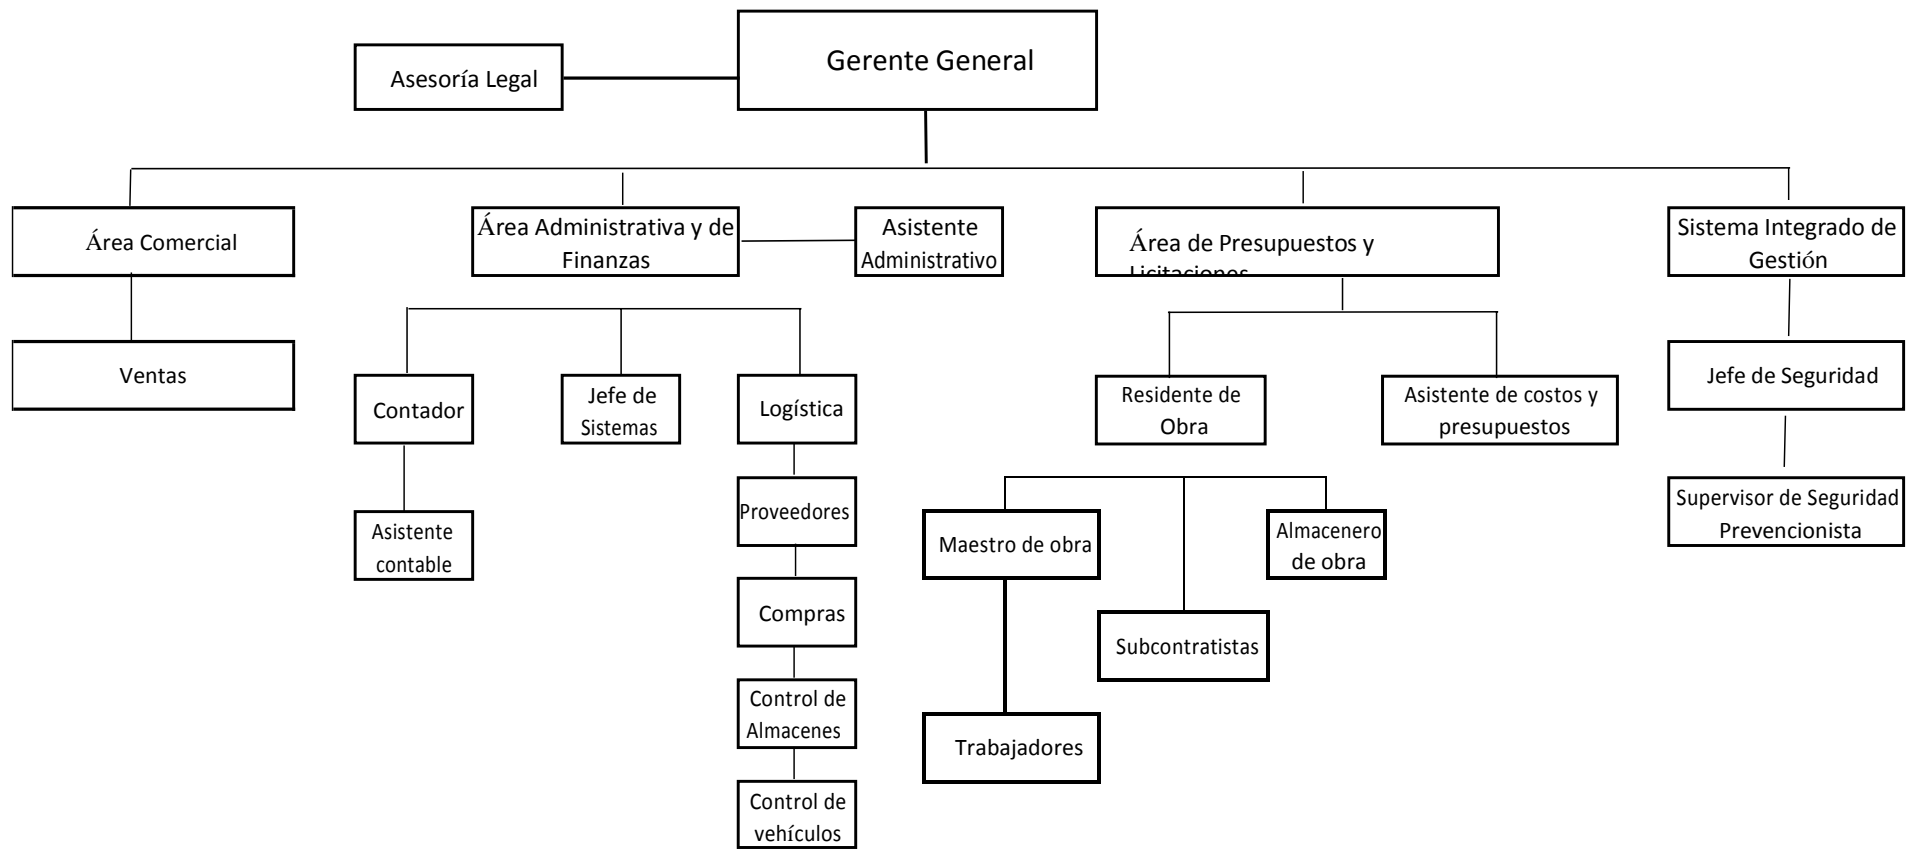 Gerente General
Asesoría Legal
Área Comercial
Área Administrativa y de
Finanzas
Asistente
Administrativo
Área de Presupuestos y
Licitaciones
Sistema Integrado de
Gestión
Ventas
Contador
Jefe de
Sistemas
Logística
Residente de
Obra
Asistente de costos y
presupuestos
Jefe de Seguridad
Asistente
contable
Proveedores
Compras
Control de
Almacenes
Control de
vehículos
Maestro de obra
Almacenero
de obra
Subcontratistas
Trabajadores
Supervisor de Seguridad
Prevencionista